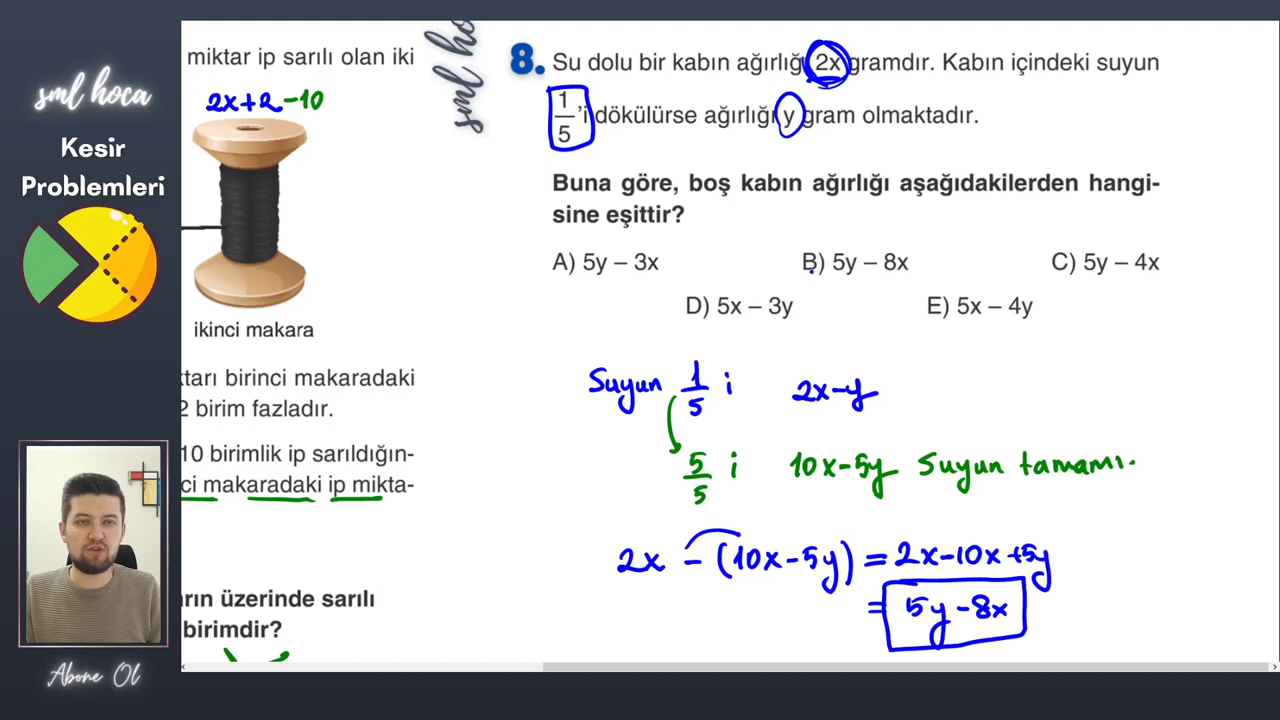 sml hoca
Kesir
Problemleri
Abone Ol
miktar ip sarılı olan iki
2x+2-10
ikinci makara
ktarı birinci makaradaki
2 birim fazladır.
10 birimlik ip sarıldığın-
ci makaradaki ip mikta-
rın üzerinde sarılı
birimdir?
sml ho
8. Su dolu bir kabın ağırlığı 2x gramdır. Kabın içindeki suyun
1/5 'i dökülürse ağırlığı y gram olmaktadır.
Buna göre, boş kabın ağırlığı aşağıdakilerden hangi-
sine eşittir?
A) 5y – 3x B) 5y – 8x C) 5y – 4x
D) 5x – 3y E) 5x – 4y
Suyun 1/5 i 2x-y
5/5 i 10x-5y Suyun tamamı.
2x - (10x-5y) = 2x-10x+5y
= 5y-8x